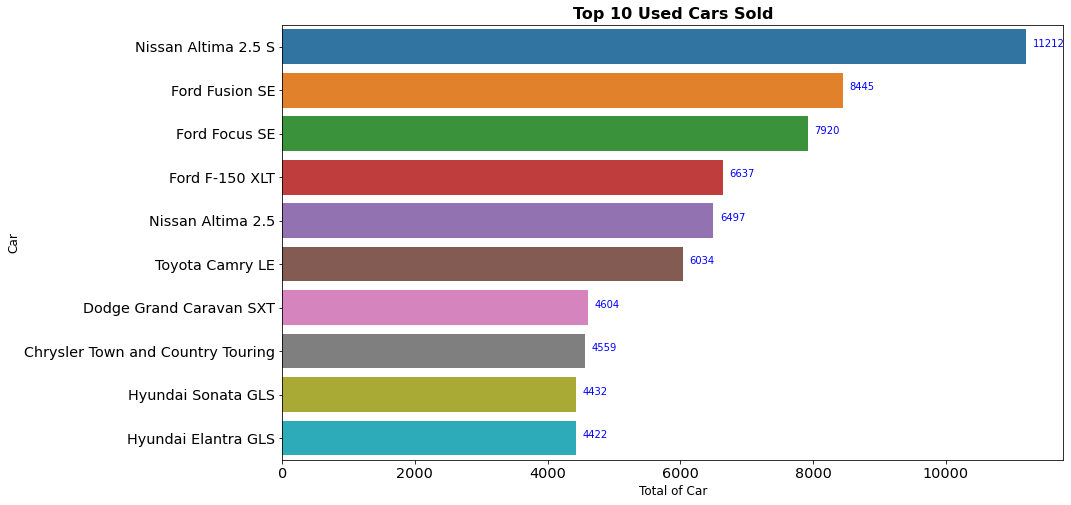 Top 10 Used Cars Sold
Car
Nissan Altima 2.5 S 11212
Ford Fusion SE 8445
Ford Focus SE 7920
Ford F-150 XLT 6637
Nissan Altima 2.5 6497
Toyota Camry LE 6034
Dodge Grand Caravan SXT 4604
Chrysler Town and Country Touring 4559
Hyundai Sonata GLS 4432
Hyundai Elantra GLS 4422
0 2000 4000 6000 8000 10000
Total of Car